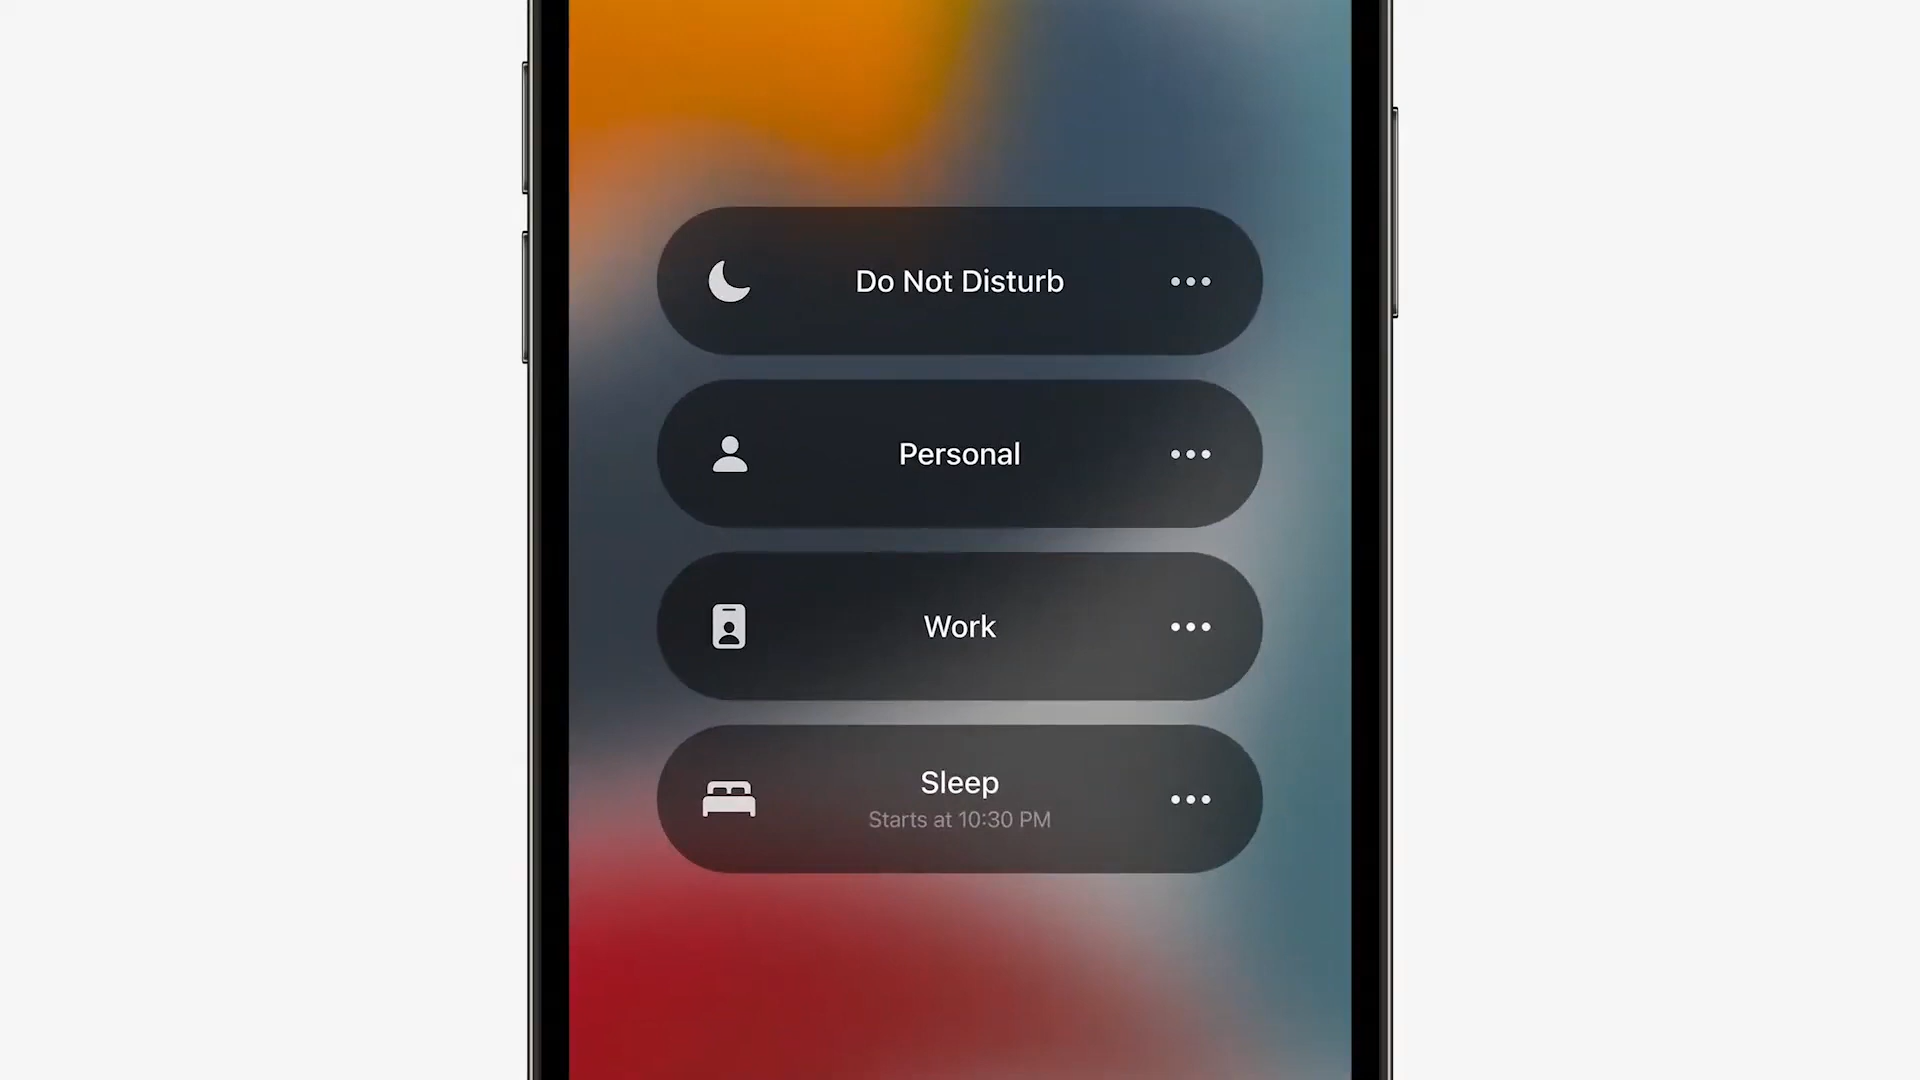 Do Not Disturb
Personal
Work
Sleep
Starts at 10:30 PM